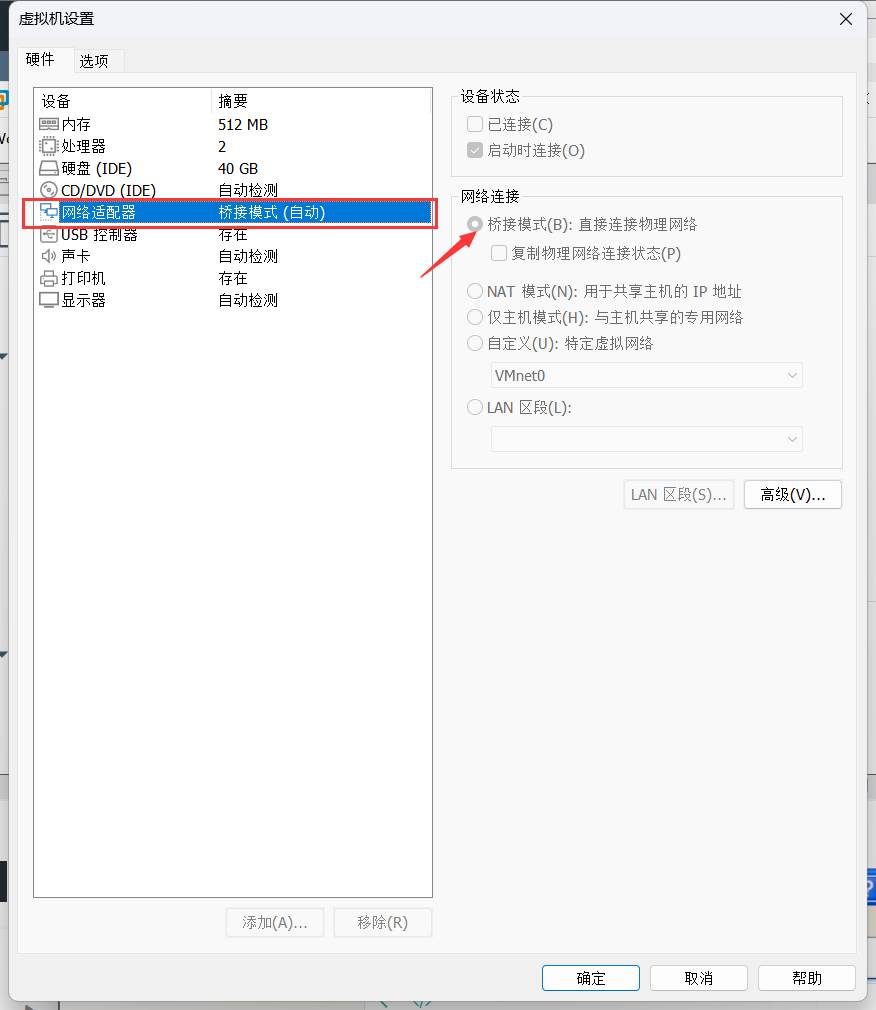 虚拟机设置
硬件 选项
设备 摘要
内存 512 MB
处理器 2
硬盘 (IDE) 40 GB
CD/DVD (IDE) 自动检测
网络适配器 桥接模式 (自动)
USB 控制器 存在
声卡 自动检测
打印机 存在
显示器 自动检测
添加(A)... 移除(R)
设备状态
已连接(C)
启动时连接(O)
网络连接
桥接模式(B): 直接连接物理网络
复制物理网络连接状态(P)
NAT 模式(N): 用于共享主机的 IP 地址
仅主机模式(H): 与主机共享的专用网络
自定义(U): 特定虚拟网络
VMnet0
LAN 区段(L):
LAN 区段(S)... 高级(V)...
确定 取消 帮助